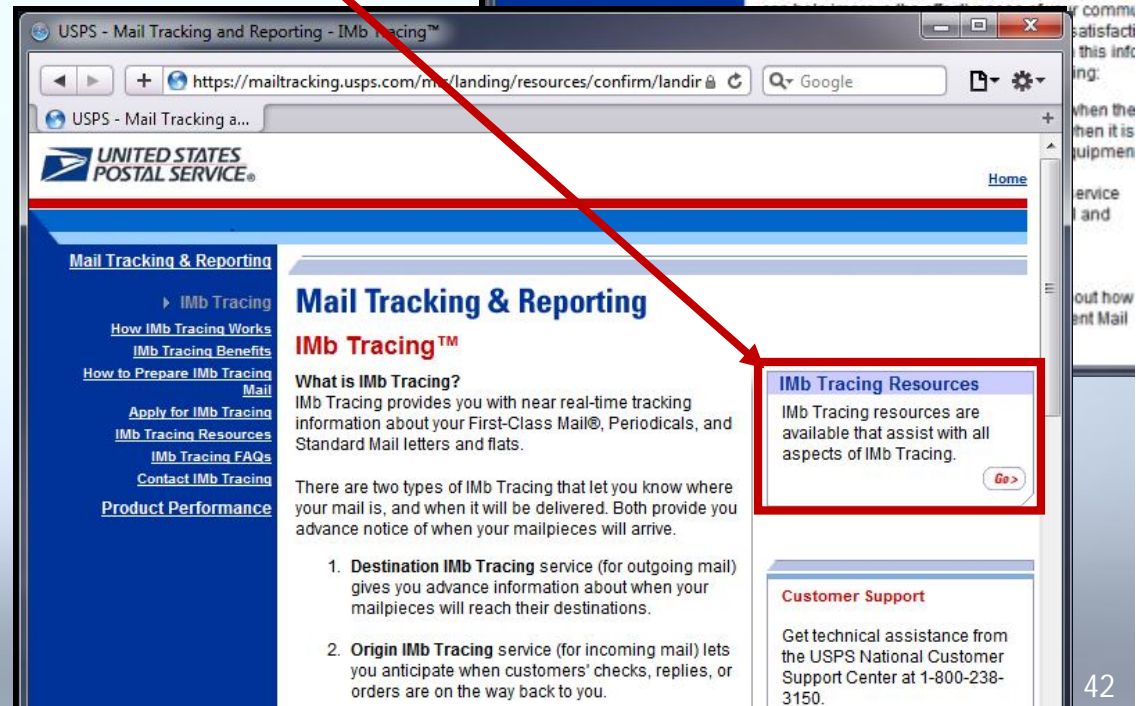 USPS - Mail Tracking and Reporting - IMb Tracing™
https://mailtracking.usps.com/mtr/landing/resources/confirm/landir
Google
USPS - Mail Tracking a...
UNITED STATES
POSTAL SERVICE®
Home
Mail Tracking & Reporting
IMb Tracing
How IMb Tracing Works
IMb Tracing Benefits
How to Prepare IMb Tracing
Mail
Apply for IMb Tracing
IMb Tracing Resources
IMb Tracing FAQs
Contact IMb Tracing
Product Performance
Mail Tracking & Reporting
IMb Tracing™
What is IMb Tracing?
IMb Tracing provides you with near real-time tracking
information about your First-Class Mail®, Periodicals, and
Standard Mail letters and flats.
There are two types of IMb Tracing that let you know where
your mail is, and when it will be delivered. Both provide you
advance notice of when your mailpieces will arrive.
1. Destination IMb Tracing service (for outgoing mail)
gives you advance information about when your
mailpieces will reach their destinations.
2. Origin IMb Tracing service (for incoming mail) lets
you anticipate when customers' checks, replies, or
orders are on the way back to you.
IMb Tracing Resources
IMb Tracing resources are
available that assist with all
aspects of IMb Tracing.
Go >
Customer Support
Get technical assistance from
the USPS National Customer
Support Center at 1-800-238-
3150.
this info
ing:
when the
then it is
ervice
and
out how
ent Mail
42